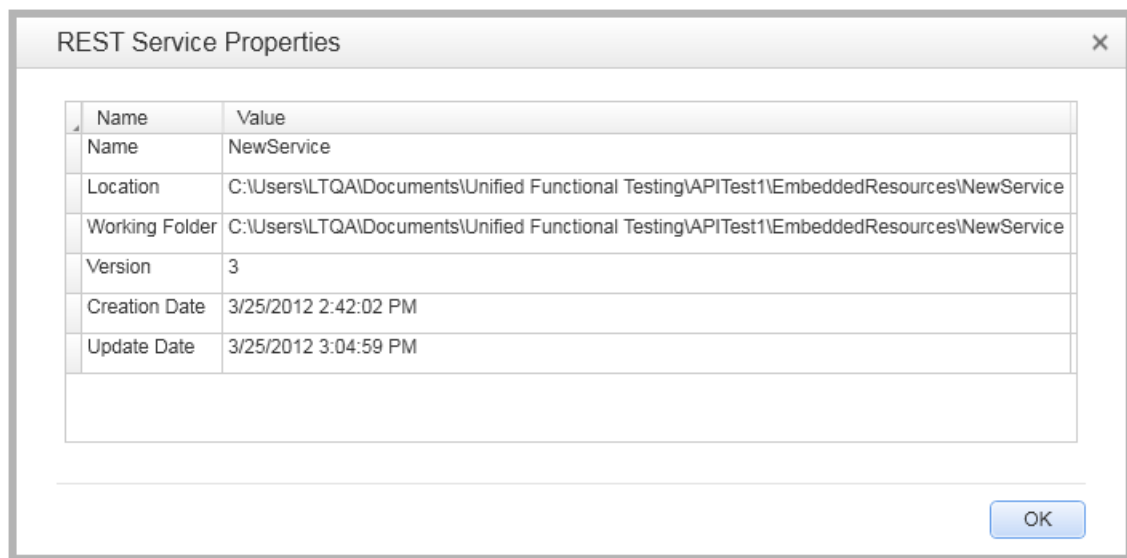 REST Service Properties
Name Value
Name NewService
Location C:\Users\LTQA\Documents\Unified Functional Testing\APITest1\EmbeddedResources\NewService
Working Folder C:\Users\LTQA\Documents\Unified Functional Testing\APITest1\EmbeddedResources\NewService
Version 3
Creation Date 3/25/2012 2:42:02 PM
Update Date 3/25/2012 3:04:59 PM
OK